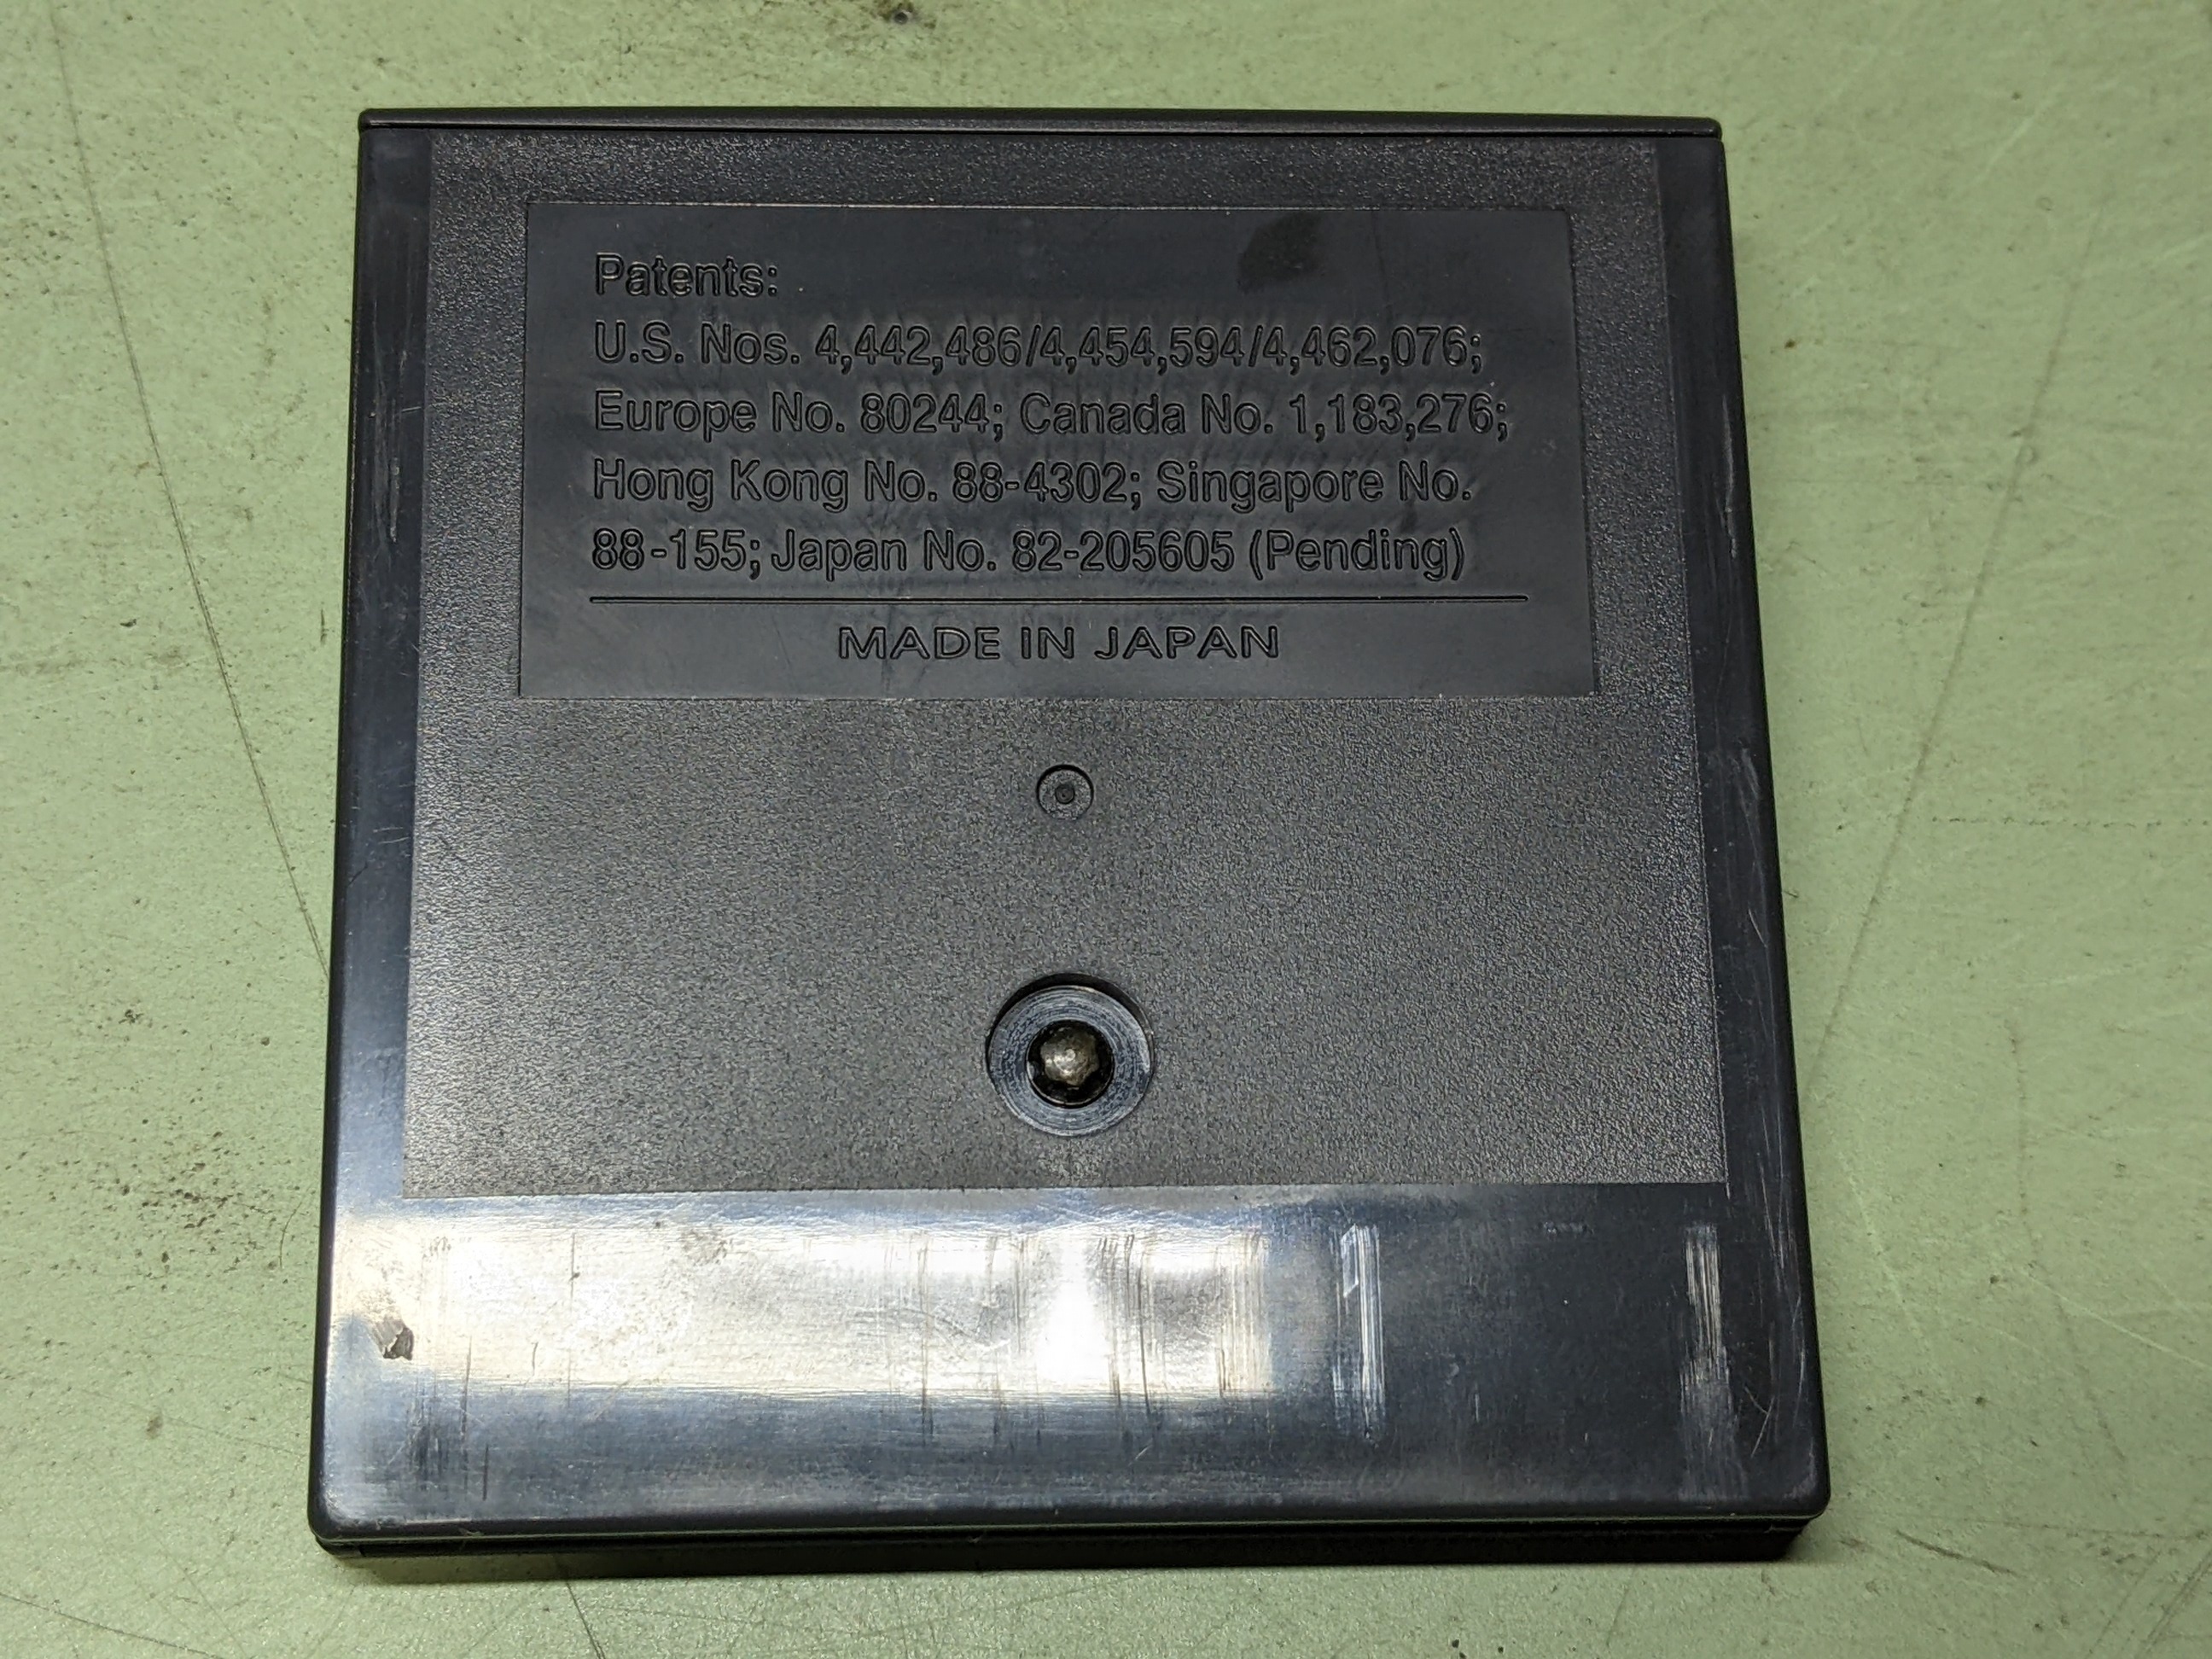 Patents:
U.S. Nos. 4,442,486/4,454,594/4,462,076;
Europe No. 80244; Canada No. 1,183,276;
Hong Kong No. 88-4302; Singapore No.
88-155; Japan No. 82-205605 (Pending)
MADE IN JAPAN